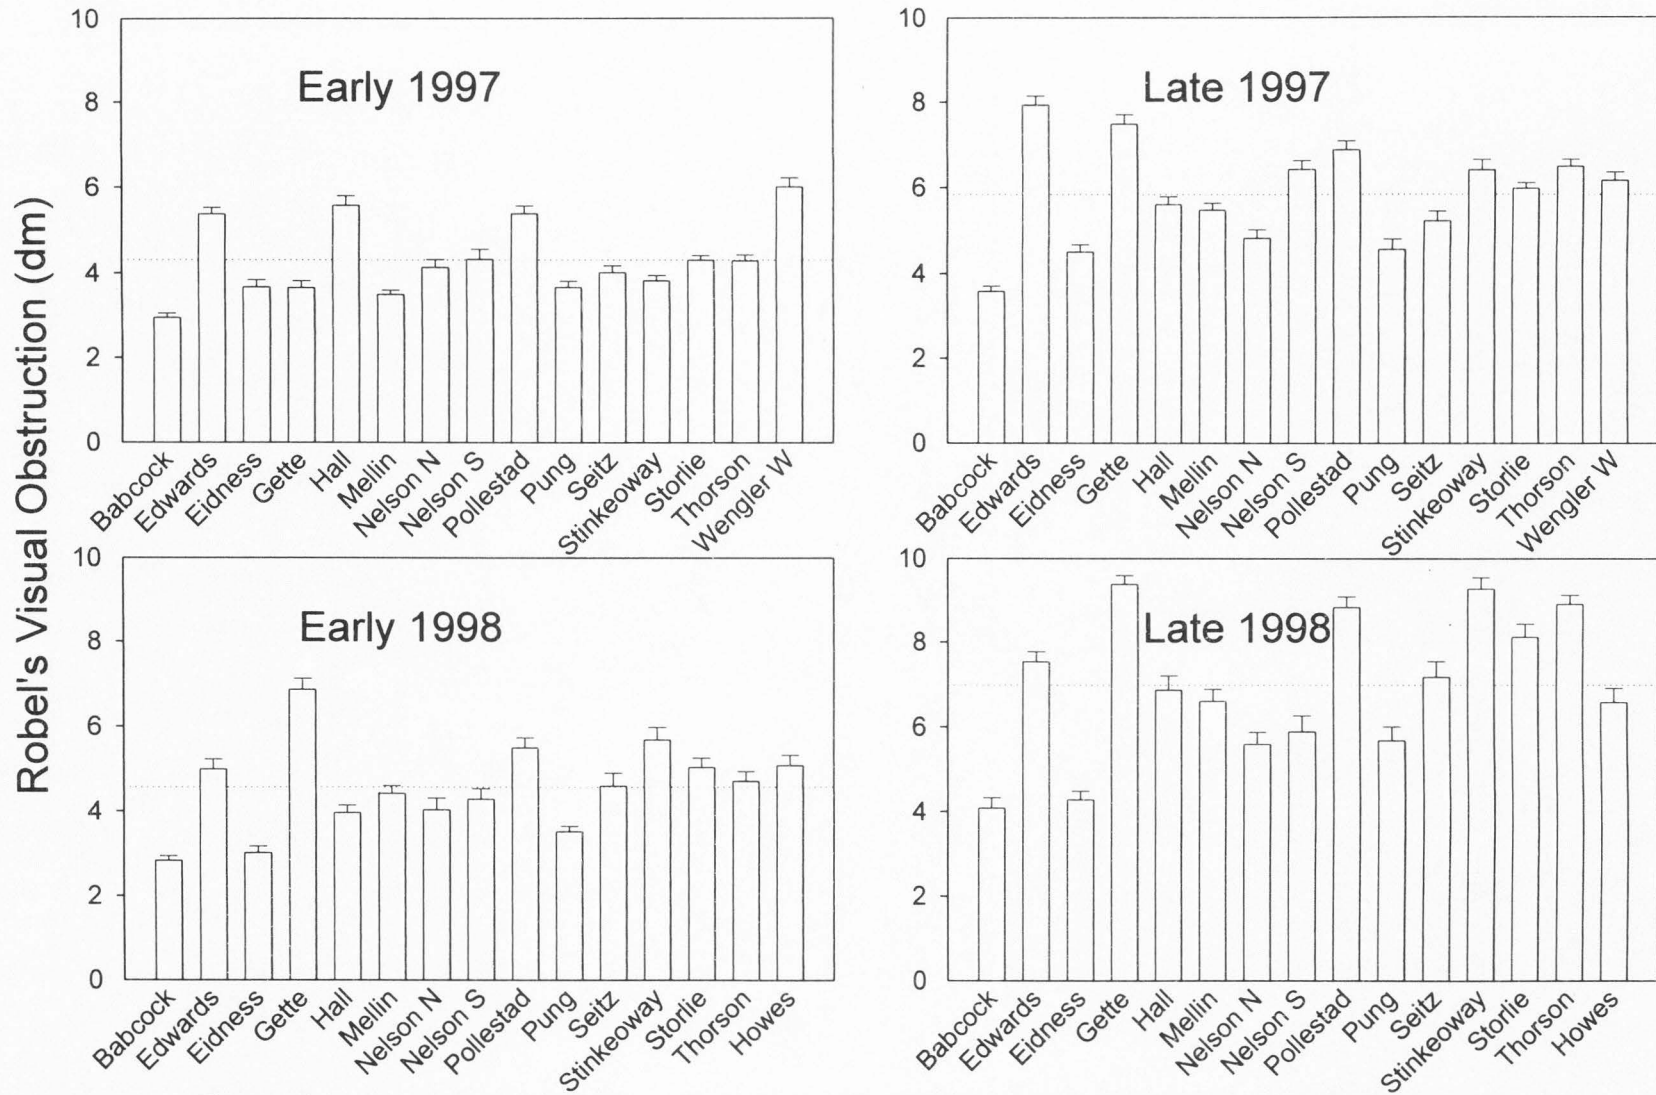 Robel's Visual Obstruction (dm)
Early 1997
10
8
6
4
2
0
Babcock
Edwards
Eidness
Gette
Hall
Mellin
Nelson N
Nelson S
Pollestad
Pung
Seitz
Stinkeoway
Storlie
Thorson
Wengler W
Late 1997
10
8
6
4
2
0
Babcock
Edwards
Eidness
Gette
Hall
Mellin
Nelson N
Nelson S
Pollestad
Pung
Seitz
Stinkeoway
Storlie
Thorson
Wengler W
Early 1998
10
8
6
4
2
0
Babcock
Edwards
Eidness
Gette
Hall
Mellin
Nelson N
Nelson S
Pollestad
Pung
Seitz
Stinkeoway
Storlie
Thorson
Howes
Late 1998
10
8
6
4
2
0
Babcock
Edwards
Eidness
Gette
Hall
Mellin
Nelson N
Nelson S
Pollestad
Pung
Seitz
Stinkeoway
Storlie
Thorson
Howes